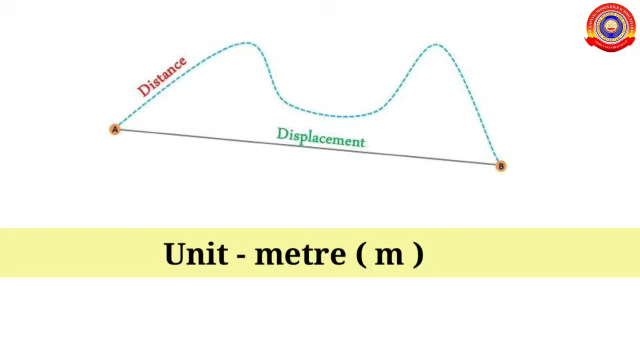 Distance
A
Displacement
B
Unit - metre ( m )